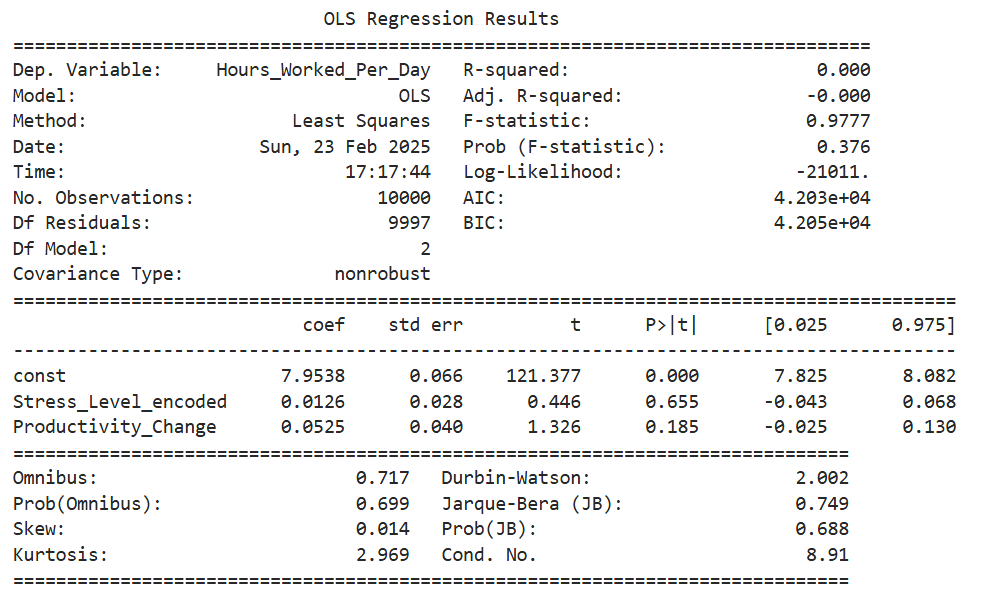 OLS Regression Results
=================================================================================
Dep. Variable:     Hours_Worked_Per_Day   R-squared:                       0.000
Model:                              OLS   Adj. R-squared:                 -0.000
Method:                   Least Squares   F-statistic:                    0.9777
Date:                  Sun, 23 Feb 2025   Prob (F-statistic):              0.376
Time:                          17:17:44   Log-Likelihood:                -21011.
No. Observations:                 10000   AIC:                         4.203e+04
Df Residuals:                      9997   BIC:                         4.205e+04
Df Model:                             2
Covariance Type:              nonrobust
=========================================================================================
                           coef    std err          t      P>|t|      [0.025      0.975]
-----------------------------------------------------------------------------------------
const                    7.9538      0.066    121.377      0.000       7.825       8.082
Stress_Level_encoded     0.0126      0.028      0.446      0.655      -0.043       0.068
Productivity_Change      0.0525      0.040      1.326      0.185      -0.025       0.130
===============================================================================
Omnibus:                        0.717   Durbin-Watson:                   2.002
Prob(Omnibus):                  0.699   Jarque-Bera (JB):                0.749
Skew:                           0.014   Prob(JB):                        0.688
Kurtosis:                       2.969   Cond. No.                         8.91
===============================================================================